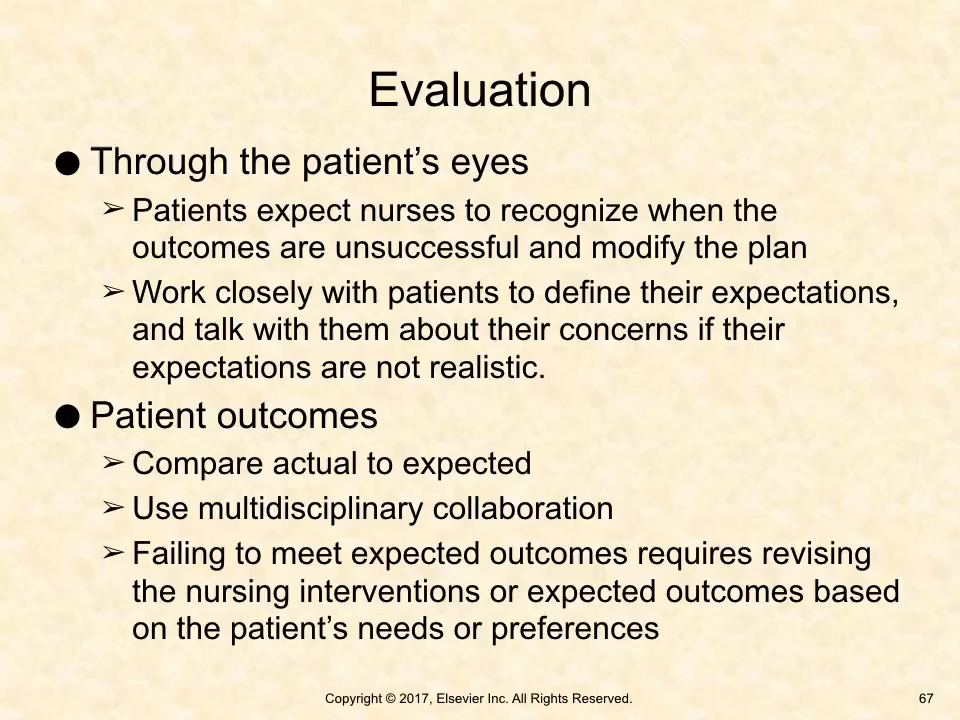 Evaluation
● Through the patient’s eyes
➢ Patients expect nurses to recognize when the
outcomes are unsuccessful and modify the plan
➢ Work closely with patients to define their expectations,
and talk with them about their concerns if their
expectations are not realistic.
● Patient outcomes
➢ Compare actual to expected
➢ Use multidisciplinary collaboration
➢ Failing to meet expected outcomes requires revising
the nursing interventions or expected outcomes based
on the patient’s needs or preferences
Copyright © 2017, Elsevier Inc. All Rights Reserved. 67